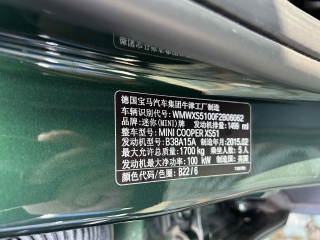 德国宝马汽车集团牛津工厂制造
车辆识别代号: WMWXS5100F2B06062
品牌: 迷你(MINI)牌 发动机排量: 1499 ml
整车型号: MINI COOPER XS51
发动机型号: B38A15A 制造年月: 2015.02
最大允许总质量: 1700 kg 乘坐人数: 5 人
发动机最大净功率: 100 kW 制造国: 英国
颜色代码/色圈: B22 / 6